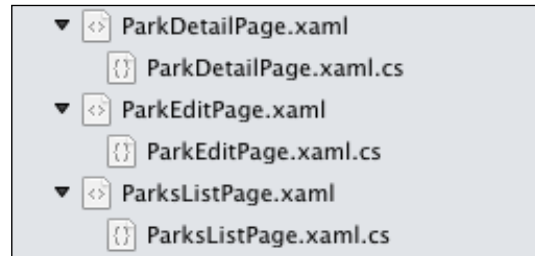 ParkDetailPage.xaml
ParkDetailPage.xaml.cs
ParkEditPage.xaml
ParkEditPage.xaml.cs
ParksListPage.xaml
ParksListPage.xaml.cs